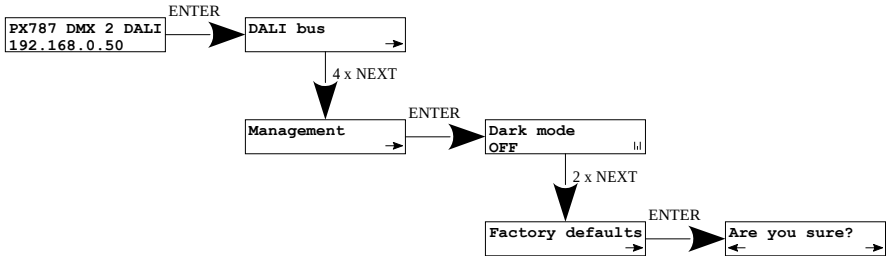 ENTER
PX787 DMX 2 DALI
192.168.0.50
DALI bus
4 x NEXT
Management
ENTER
Dark mode
OFF
2 x NEXT
Factory defaults
ENTER
Are you sure?